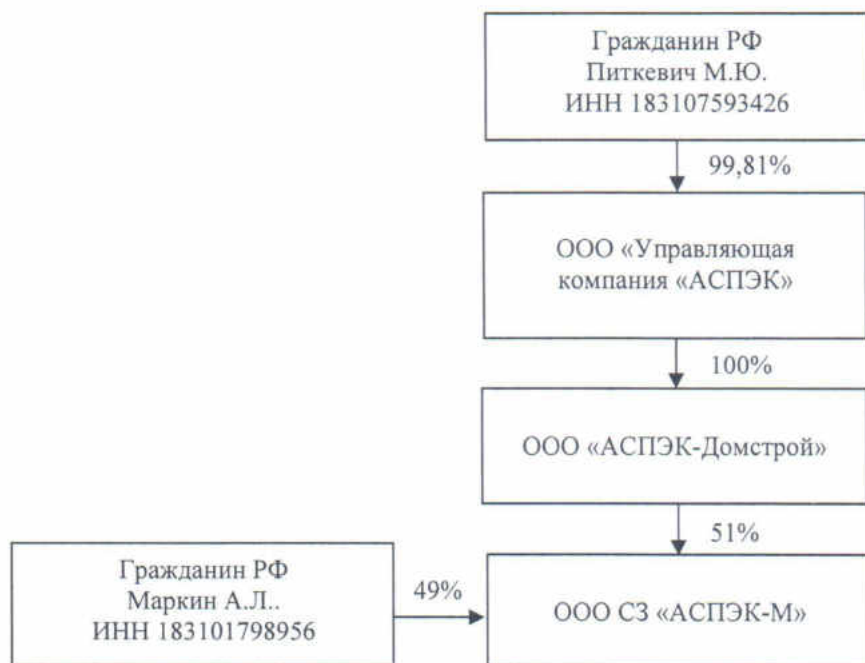 Гражданин РФ
Питкевич М.Ю.
ИНН 183107593426
99,81%
ООО «Управляющая
компания «АСПЭК»
100%
ООО «АСПЭК-Домстрой»
51%
Гражданин РФ
Маркин А.Л..
ИНН 183101798956
49%
ООО СЗ «АСПЭК-М»